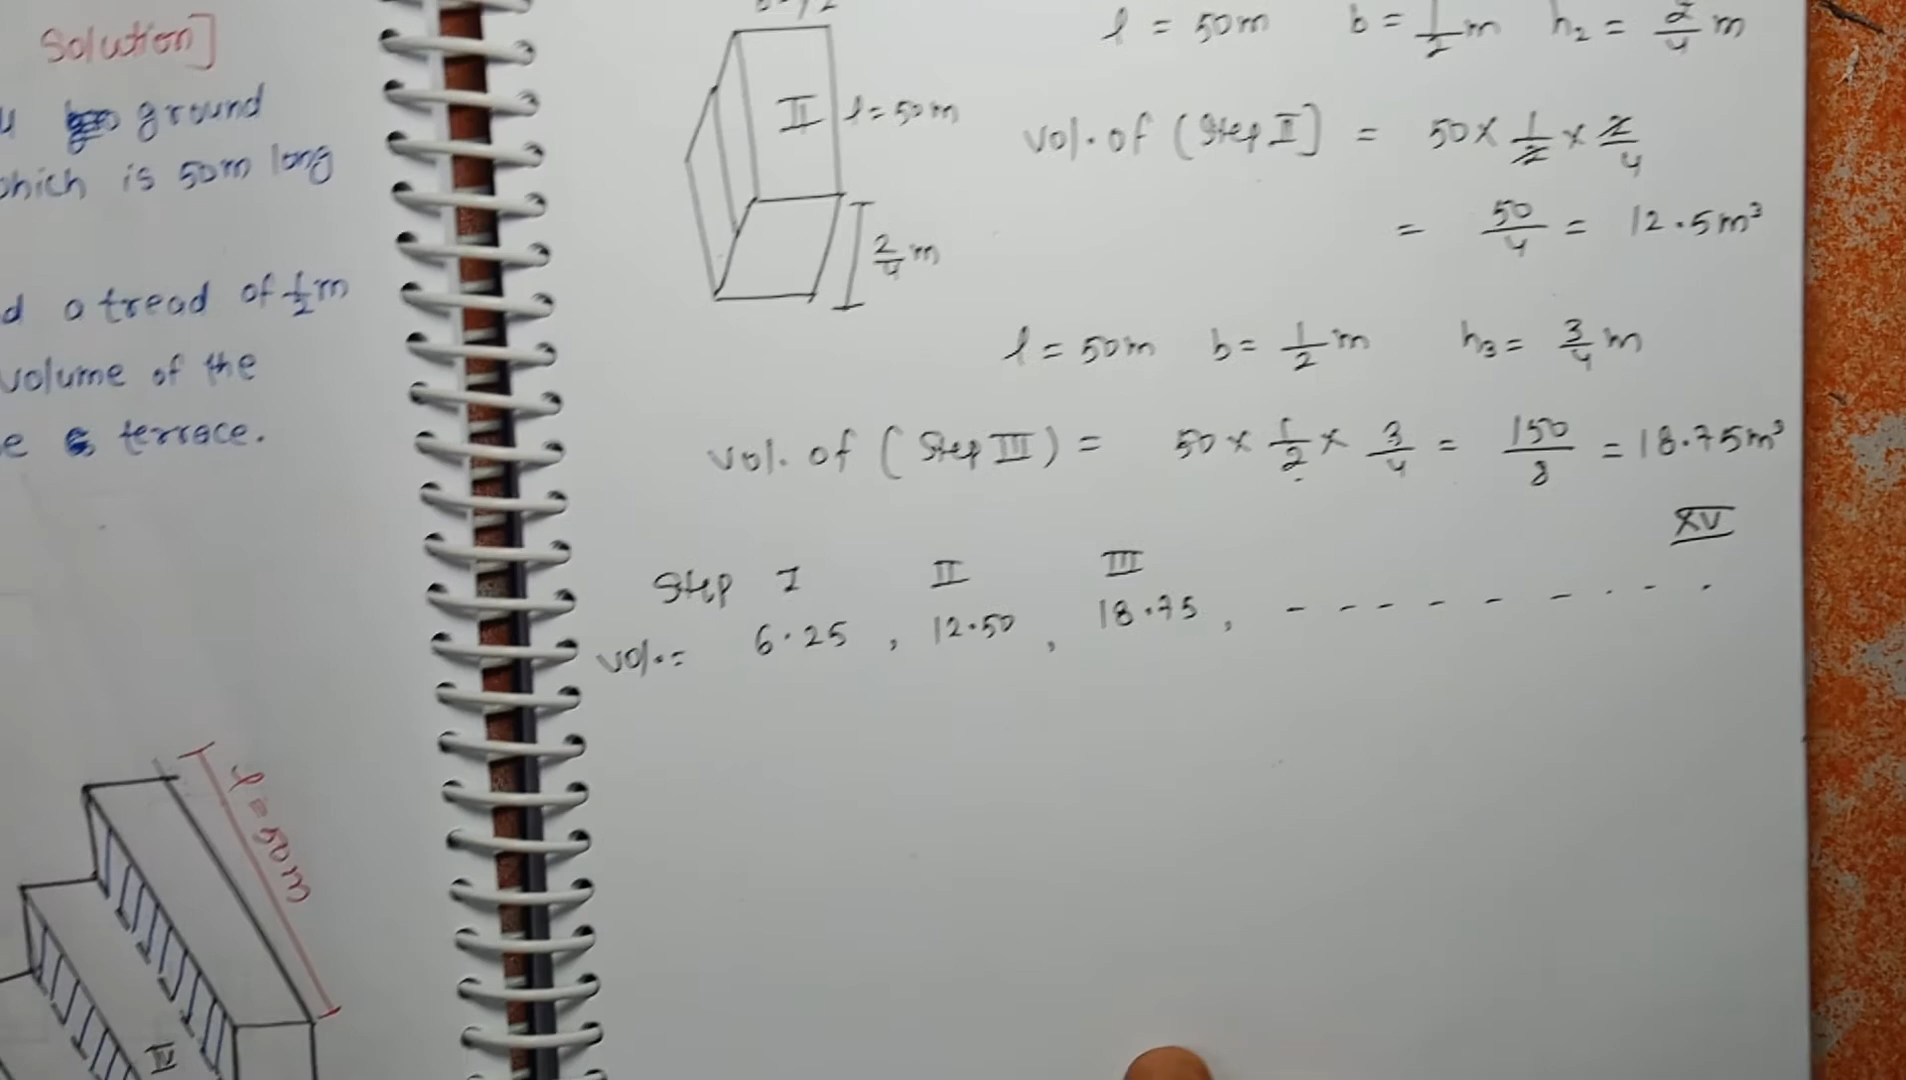 Solution]
ground
which is 50m long
a tread of 1/2 m
volume of the
terrace.
l = 50m
IV
l = 50m b = 1/2 m h2 = 2/4 m
II l = 50m
2/4 m
vol. of (Step II] = 50 x 1/2 x 2/4
= 50/4 = 12.5m³
l = 50m b = 1/2 m h3 = 3/4 m
vol. of (Step III) = 50 x 1/2 x 3/4 = 150/8 = 18.75m³
Step I II III XV
vol. = 6.25 , 12.50 , 18.75 , - - - - - - - - -